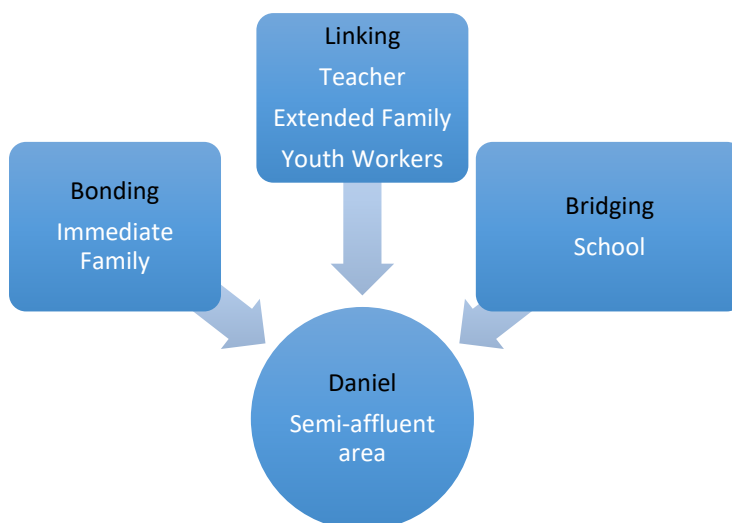 Linking
Teacher
Extended Family
Youth Workers
Bonding
Immediate
Family
Bridging
School
Daniel
Semi-affluent
area